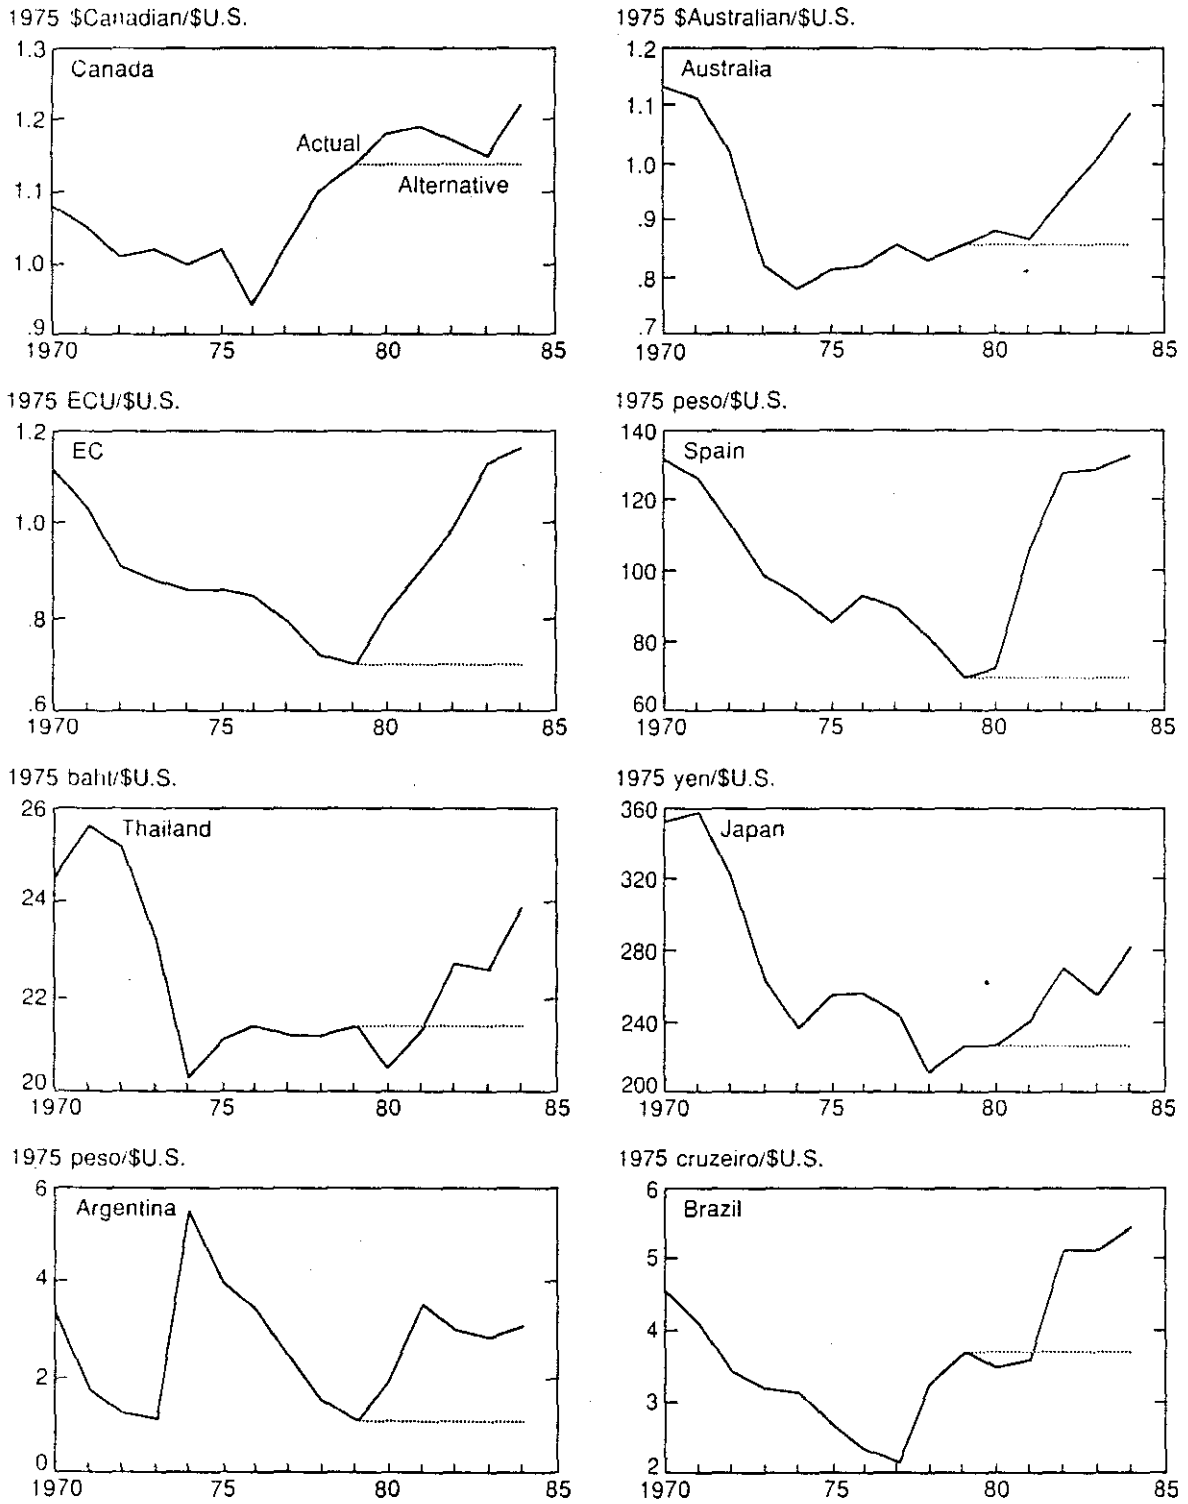 1975 $Canadian/$U.S.
1.3
1.2
1.1
1.0
.9
Canada
Actual
Alternative
1970 75 80 85
1975 $Australian/$U.S.
1.2
1.1
1.0
.9
.8
.7
Australia
1970 75 80 85
1975 ECU/$U.S.
1.2
1.0
.8
.6
EC
1970 75 80 85
1975 peso/$U.S.
140
120
100
80
60
Spain
1970 75 80 85
1975 baht/$U.S.
26
24
22
20
Thailand
1970 75 80 85
1975 yen/$U.S.
360
320
280
240
200
Japan
1970 75 80 85
1975 peso/$U.S.
6
4
2
0
Argentina
1970 75 80 85
1975 cruzeiro/$U.S.
6
5
4
3
2
Brazil
1970 75 80 85